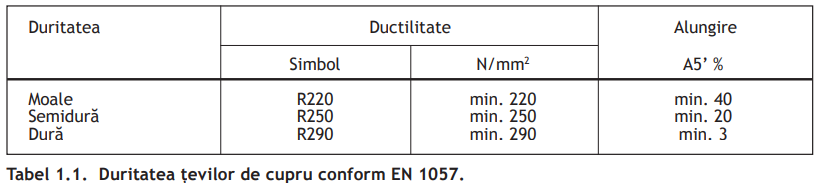 Duritatea Ductilitate Alungire
Simbol N/mm² A5’ %
Moale R220 min. 220 min. 40
Semidură R250 min. 250 min. 20
Dură R290 min. 290 min. 3
Tabel 1.1. Duritatea țevilor de cupru conform EN 1057.